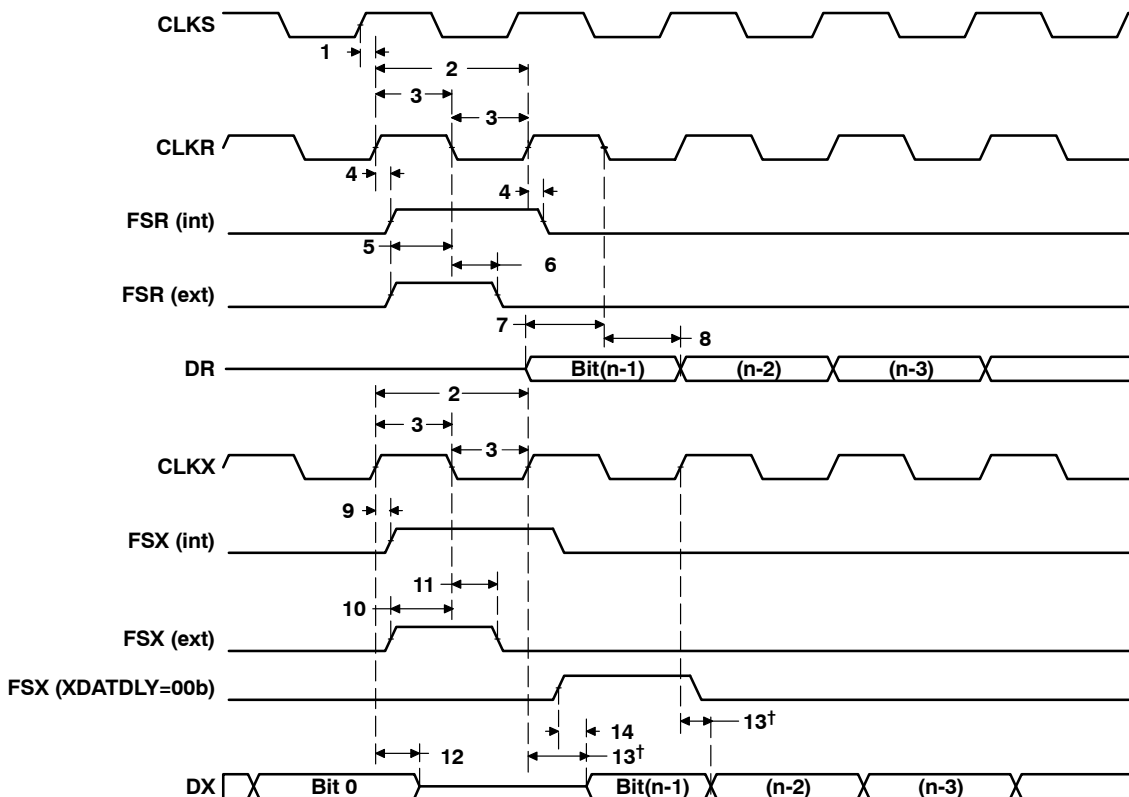 CLKS
1
2
3
3
CLKR
4
4
FSR (int)
5
6
FSR (ext)
7
8
DR Bit(n-1) (n-2) (n-3)
2
3
3
CLKX
9
FSX (int)
11
10
FSX (ext)
FSX (XDATDLY=00b)
13†
14
12
13†
DX Bit 0 Bit(n-1) (n-2) (n-3)